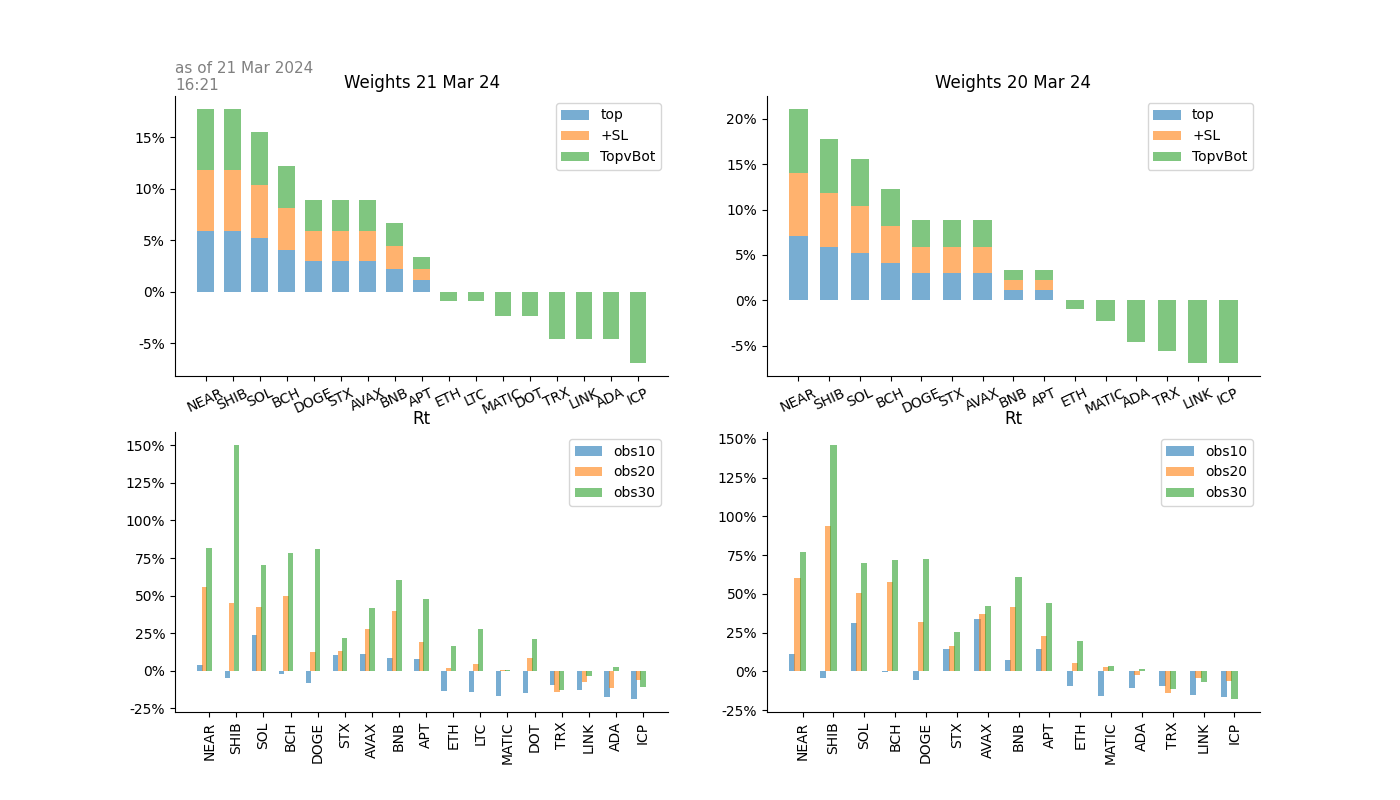 as of 21 Mar 2024
16:21
Weights 21 Mar 24
top
+SL
TopvBot
15%
10%
5%
0%
-5%
NEAR SHIB SOL BCH DOGE STX AVAX BNB APT ETH LTC MATIC DOT TRX LINK ADA ICP
Weights 20 Mar 24
top
+SL
TopvBot
20%
15%
10%
5%
0%
-5%
NEAR SHIB SOL BCH DOGE STX AVAX BNB APT ETH MATIC ADA TRX LINK ICP
Rt
obs10
obs20
obs30
150%
125%
100%
75%
50%
25%
0%
-25%
NEAR SHIB SOL BCH DOGE STX AVAX BNB APT ETH LTC MATIC DOT TRX LINK ADA ICP
Rt
obs10
obs20
obs30
150%
125%
100%
75%
50%
25%
0%
-25%
NEAR SHIB SOL BCH DOGE STX AVAX BNB APT ETH MATIC ADA TRX LINK ICP